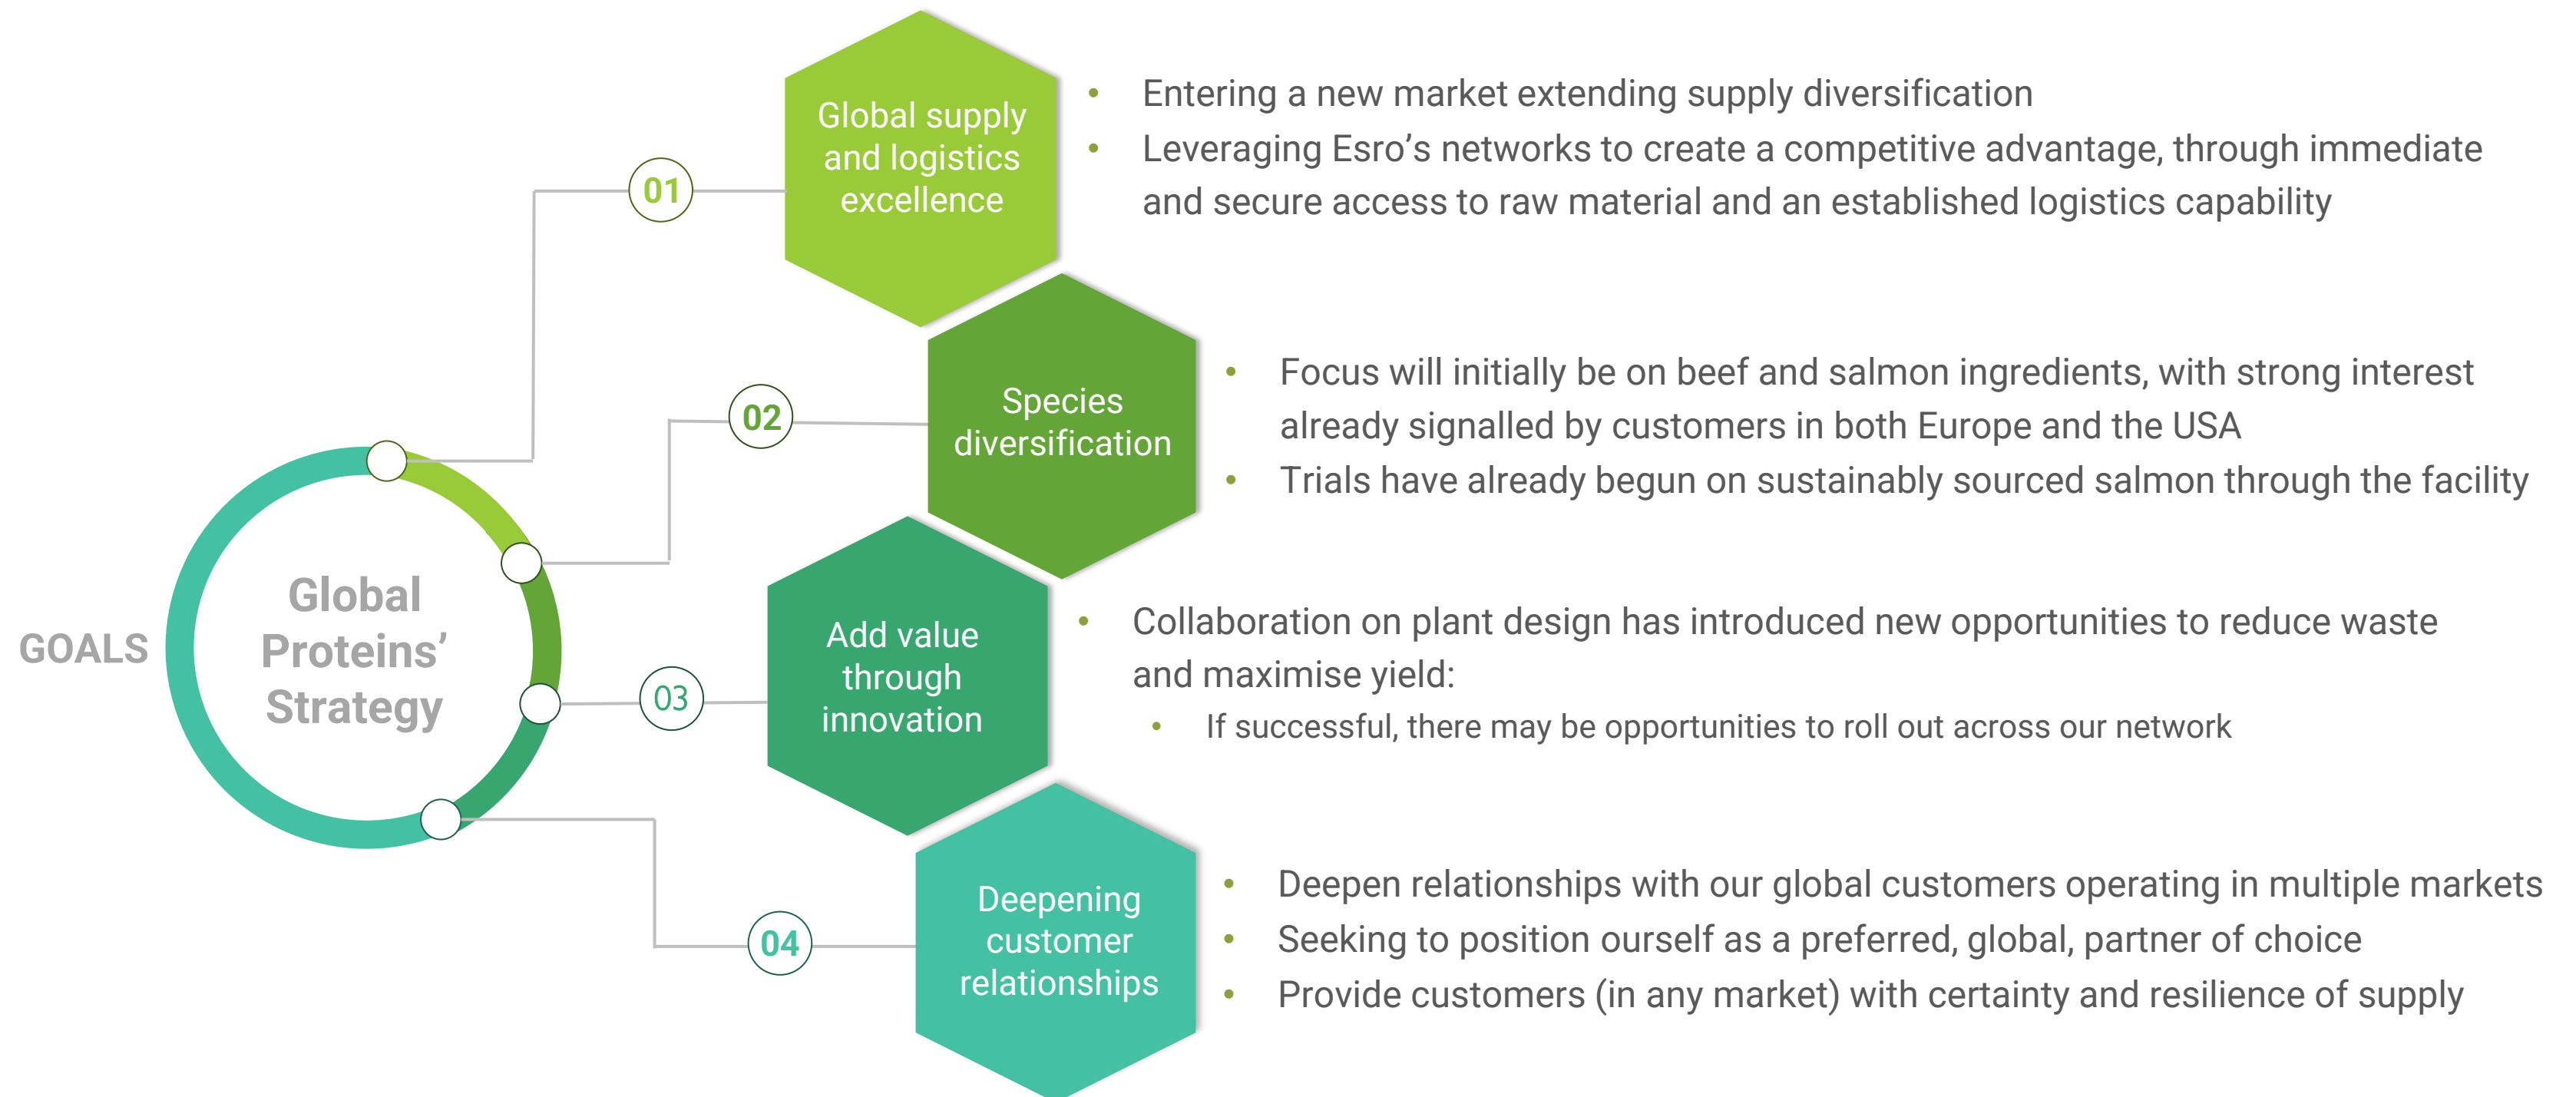 GOALS
Global
Proteins’
Strategy
01
Global supply
and logistics
excellence
• Entering a new market extending supply diversification
• Leveraging Esro’s networks to create a competitive advantage, through immediate
and secure access to raw material and an established logistics capability
02
Species
diversification
• Focus will initially be on beef and salmon ingredients, with strong interest
already signalled by customers in both Europe and the USA
• Trials have already begun on sustainably sourced salmon through the facility
03
Add value
through
innovation
• Collaboration on plant design has introduced new opportunities to reduce waste
and maximise yield:
• If successful, there may be opportunities to roll out across our network
04
Deepening
customer
relationships
• Deepen relationships with our global customers operating in multiple markets
• Seeking to position ourself as a preferred, global, partner of choice
• Provide customers (in any market) with certainty and resilience of supply